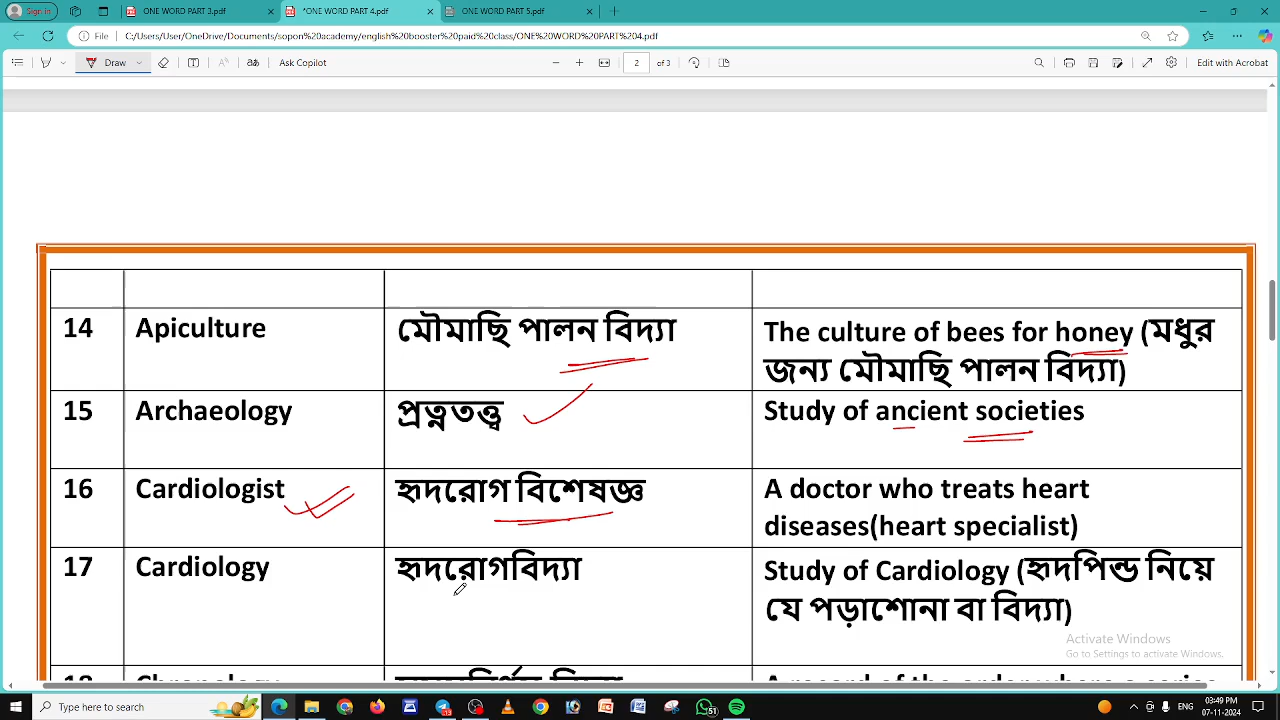 Sign in
ONE WORD PART 3.pdf
*ONE WORD PART 4.pdf
ONE WORD PART 5.pdf
File
C:/Users/User/OneDrive/Documents/sopon%20academy/english%20booster%20paid%20class/ONE%20WORD%20PART%204.pdf
Draw
Ask Copilot
2 of 3
Edit with Acrobat
14 Apiculture মৌমাছি পালন বিদ্যা The culture of bees for honey (মধুর
জন্য মৌমাছি পালন বিদ্যা)
15 Archaeology প্রত্নতত্ত্ব Study of ancient societies
16 Cardiologist হৃদরোগ বিশেষজ্ঞ A doctor who treats heart
diseases(heart specialist)
17 Cardiology হৃদরোগবিদ্যা Study of Cardiology (হৃদপিন্ড নিয়ে
যে পড়াশোনা বা বিদ্যা)
Activate Windows
Go to Settings to activate Windows.
Type here to search
03:49 PM
07-11-2024